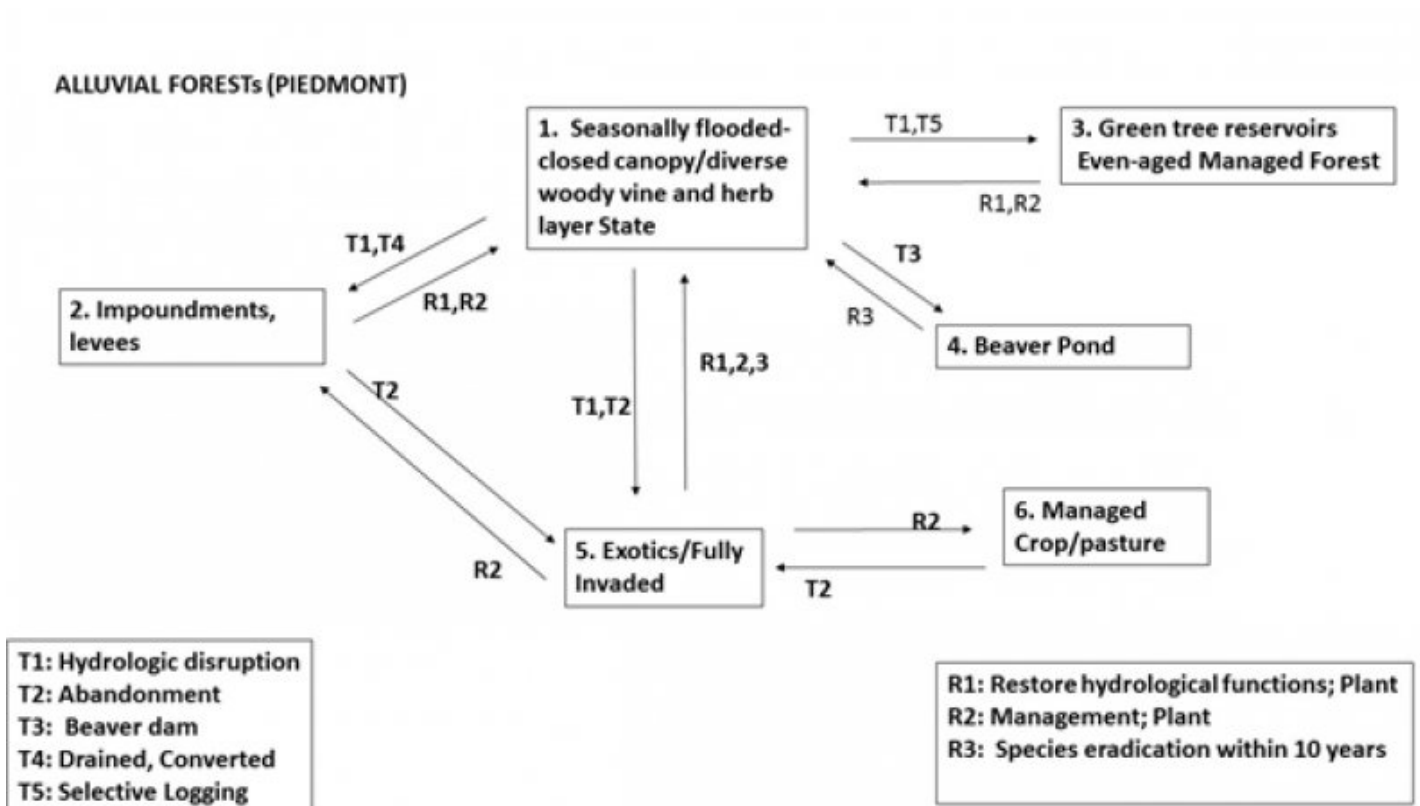 ALLUVIAL FORESTs (PIEDMONT)
1. Seasonally flooded-
closed canopy/diverse
woody vine and herb
layer State
T1,T5
3. Green tree reservoirs
Even-aged Managed Forest
R1,R2
T1,T4
R1,R2
T3
R3
2. Impoundments,
levees
4. Beaver Pond
R1,2,3
T2
T1,T2
R2
5. Exotics/Fully
Invaded
R2
T2
6. Managed
Crop/pasture
T1: Hydrologic disruption
T2: Abandonment
T3: Beaver dam
T4: Drained, Converted
T5: Selective Logging
R1: Restore hydrological functions; Plant
R2: Management; Plant
R3: Species eradication within 10 years